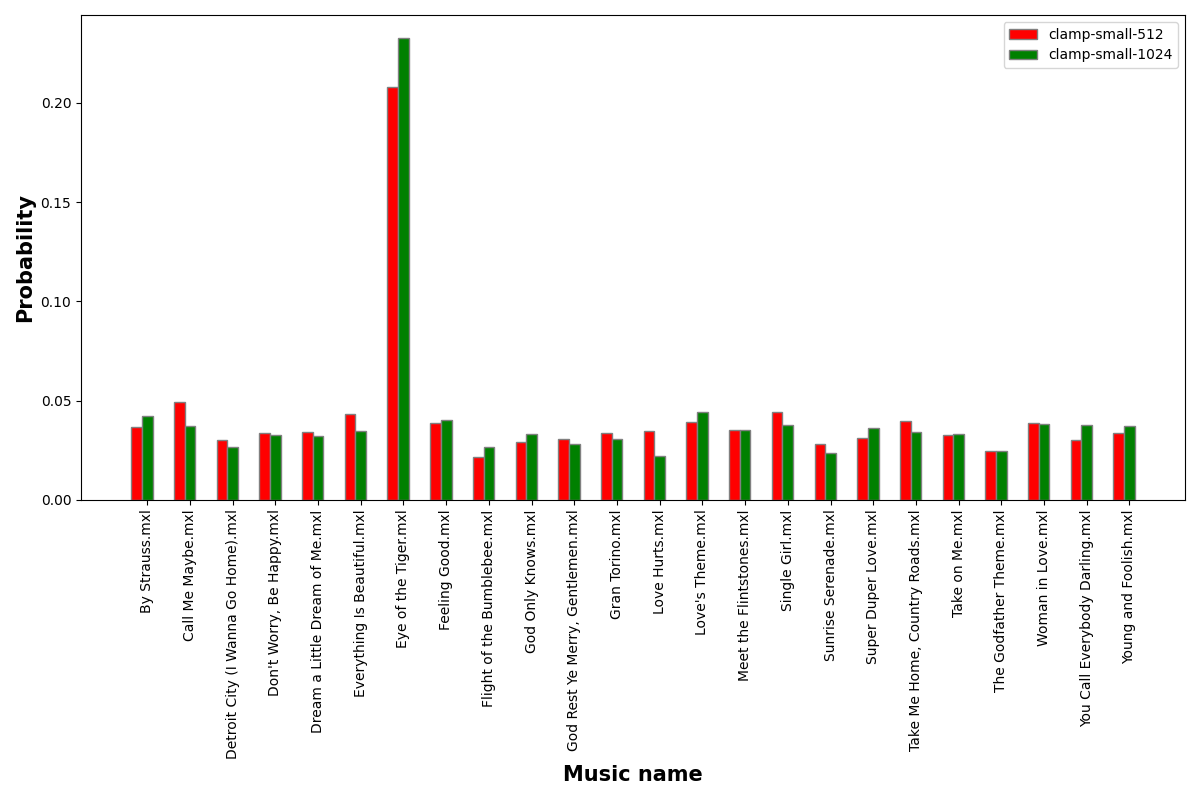 clamp-small-512
clamp-small-1024
Probability
0.20
0.15
0.10
0.05
0.00
By Strauss.mxl
Call Me Maybe.mxl
Detroit City (I Wanna Go Home).mxl
Don't Worry, Be Happy.mxl
Dream a Little Dream of Me.mxl
Everything Is Beautiful.mxl
Eye of the Tiger.mxl
Feeling Good.mxl
Flight of the Bumblebee.mxl
God Only Knows.mxl
God Rest Ye Merry, Gentlemen.mxl
Gran Torino.mxl
Love Hurts.mxl
Love's Theme.mxl
Meet the Flintstones.mxl
Single Girl.mxl
Sunrise Serenade.mxl
Super Duper Love.mxl
Take Me Home, Country Roads.mxl
Take on Me.mxl
The Godfather Theme.mxl
Woman in Love.mxl
You Call Everybody Darling.mxl
Young and Foolish.mxl
Music name